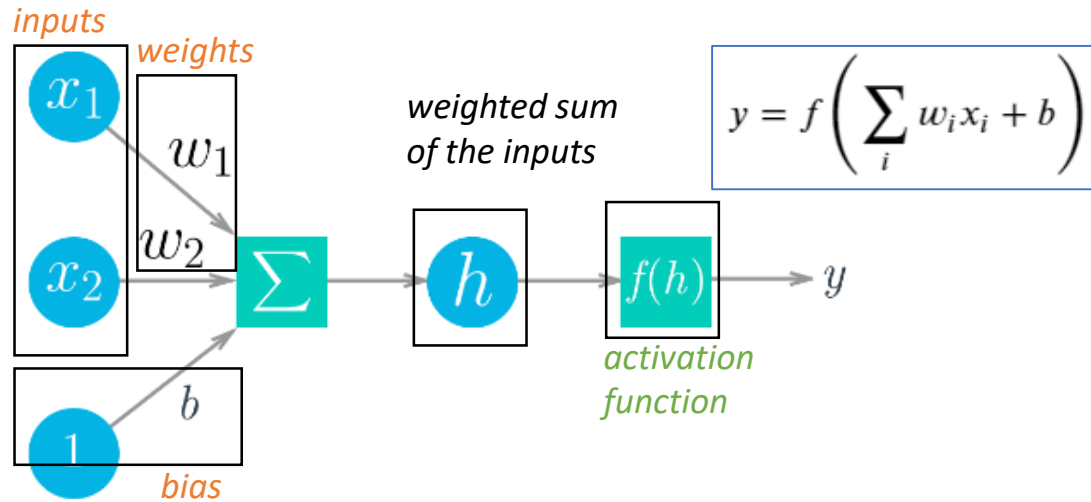 inputs
weights
x₁
w₁
weighted sum
of the inputs
y = f(∑ᵢ wᵢxᵢ + b)
x₂
w₂
∑
h
f(h)
y
activation
function
b
1
bias